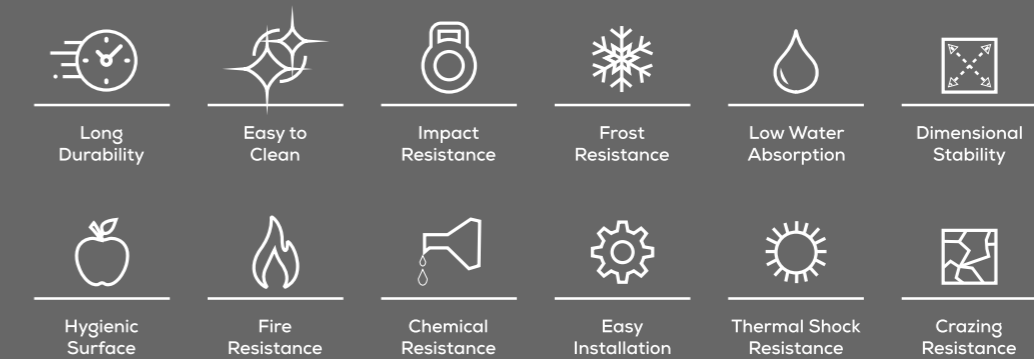 Long
Durability
Easy to
Clean
Impact
Resistance
Frost
Resistance
Low Water
Absorption
Dimensional
Stability
Hygienic
Surface
Fire
Resistance
Chemical
Resistance
Easy
Installation
Thermal Shock
Resistance
Crazing
Resistance